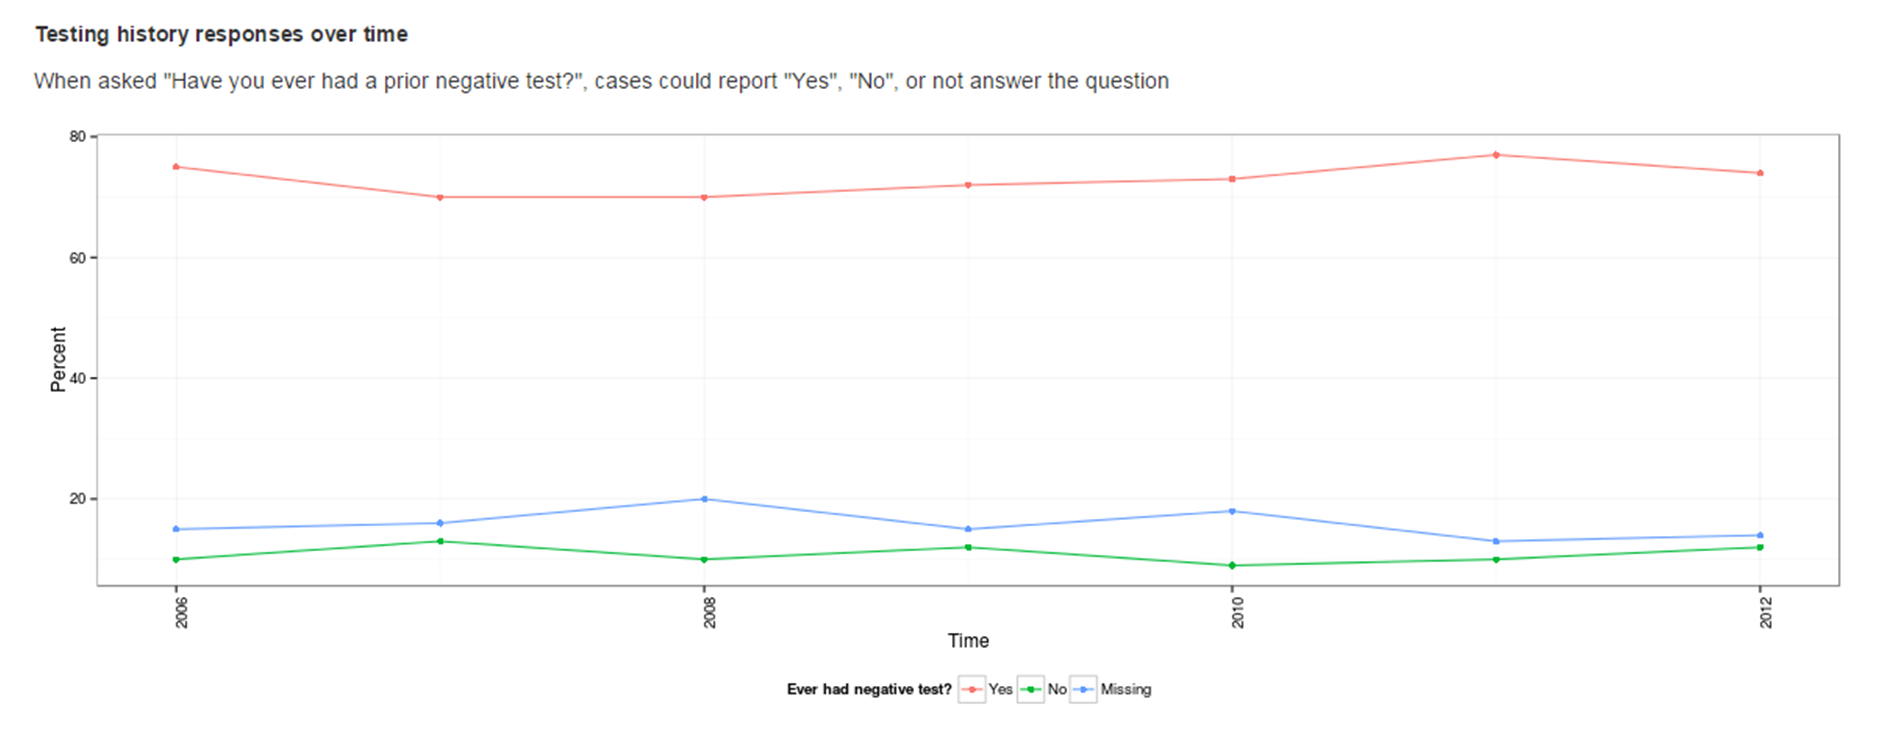 Testing history responses over time
When asked "Have you ever had a prior negative test?", cases could report "Yes", "No", or not answer the question
80
60
40
20
Percent
2006
2008
2010
2012
Time
Ever had negative test? Yes No Missing